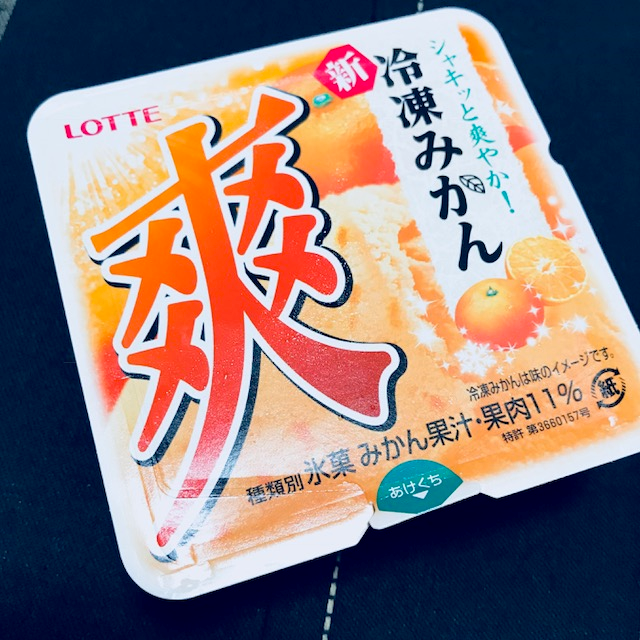 LOTTE
爽
新
冷凍みかん
シャキッと爽やか!
冷凍みかんは味のイメージです。
種類別 氷菓 みかん果汁・果肉11%
特許 第3660157号
紙
あけくち